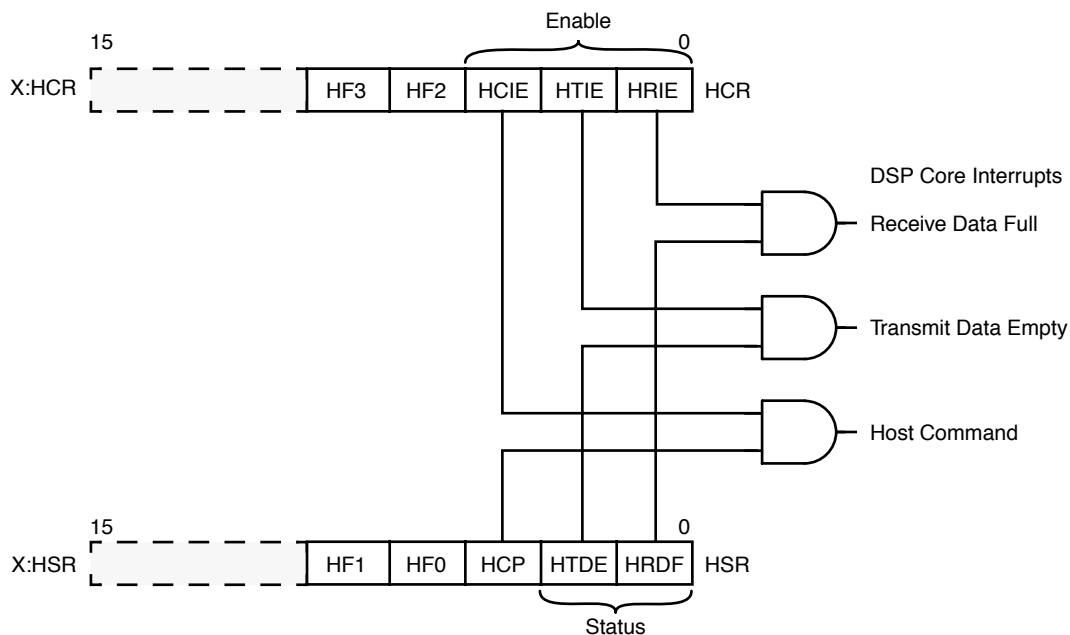 Enable
15 0
X:HCR HF3 HF2 HCIE HTIE HRIE HCR
DSP Core Interrupts
Receive Data Full
Transmit Data Empty
Host Command
15 0
X:HSR HF1 HF0 HCP HTDE HRDF HSR
Status